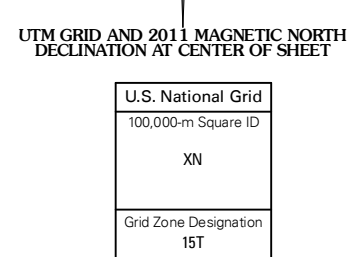 UTM GRID AND 2011 MAGNETIC NORTH
DECLINATION AT CENTER OF SHEET
U.S. National Grid
100,000-m Square ID
XN
Grid Zone Designation
15T